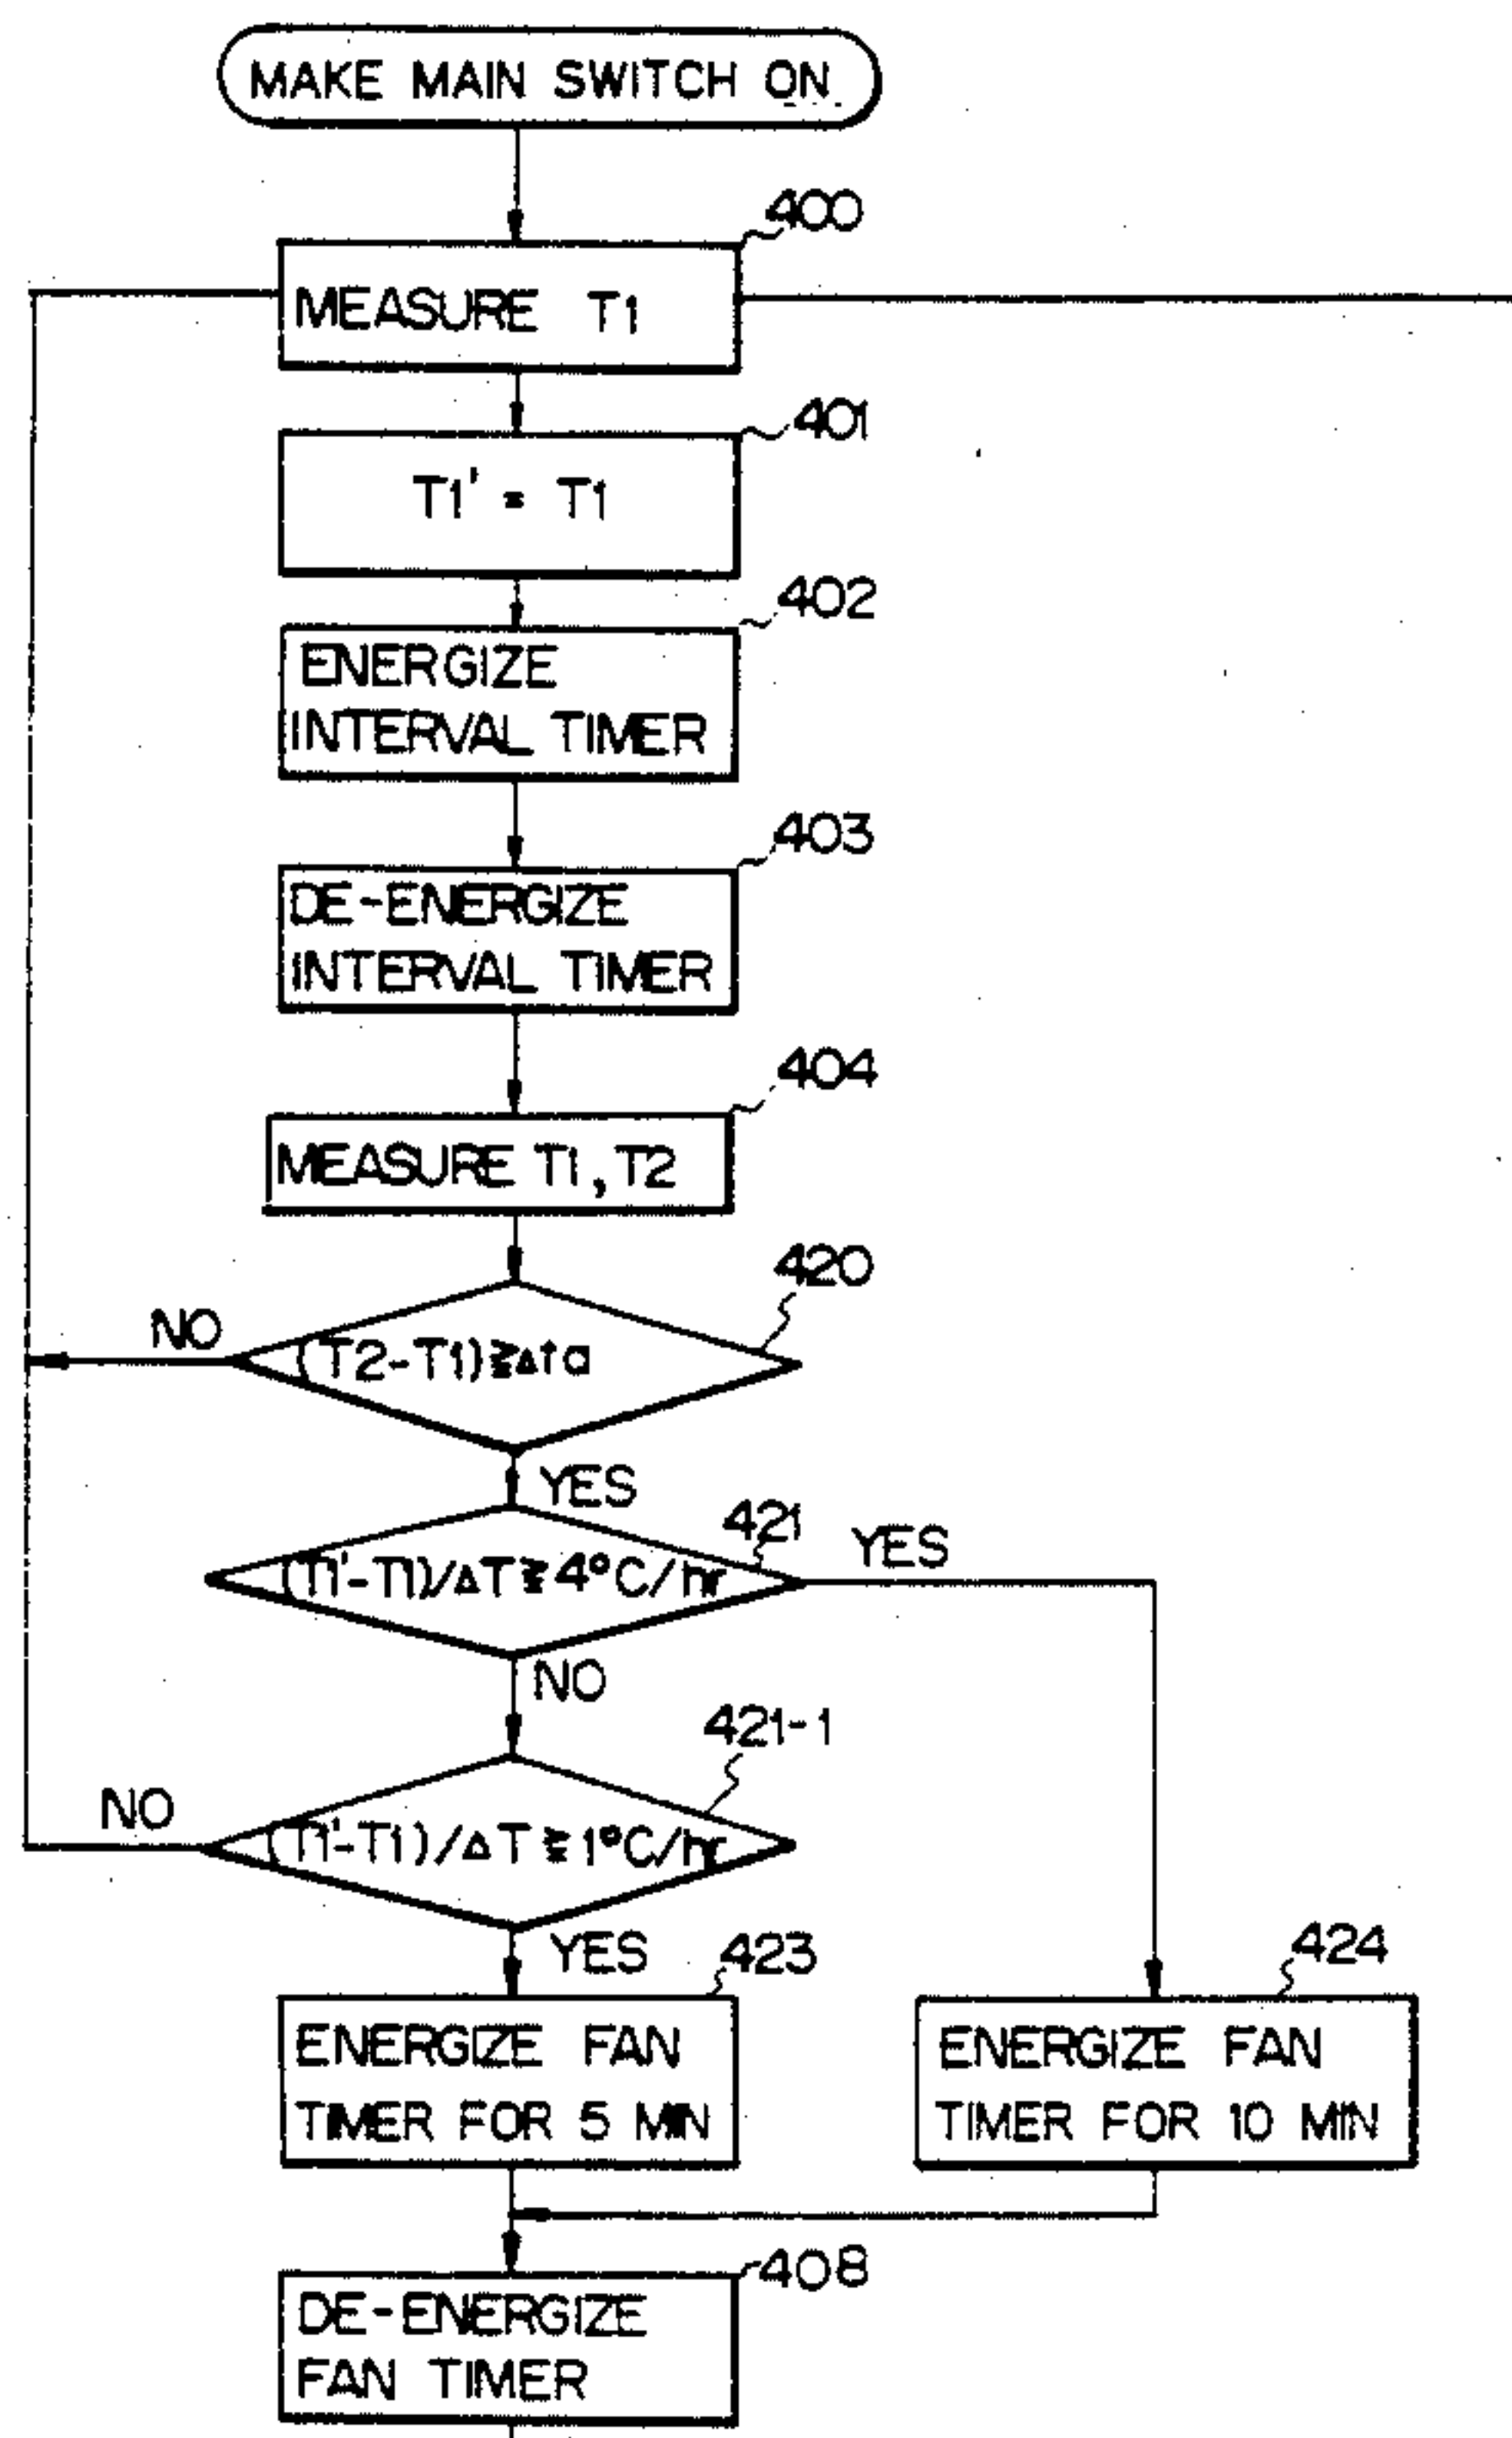 MAKE MAIN SWITCH ON
400
MEASURE T1
401
T1' = T1
402
ENERGIZE
INTERVAL TIMER
403
DE-ENERGIZE
INTERVAL TIMER
404
MEASURE T1, T2
420
NO
(T2-T1)≧Δta
YES
421
YES
(T1'-T1)/ΔT≧4°C/hr
NO
421-1
NO
(T1'-T1)/ΔT≧1°C/hr
YES
423
424
ENERGIZE FAN
TIMER FOR 5 MIN
ENERGIZE FAN
TIMER FOR 10 MIN
408
DE-ENERGIZE
FAN TIMER